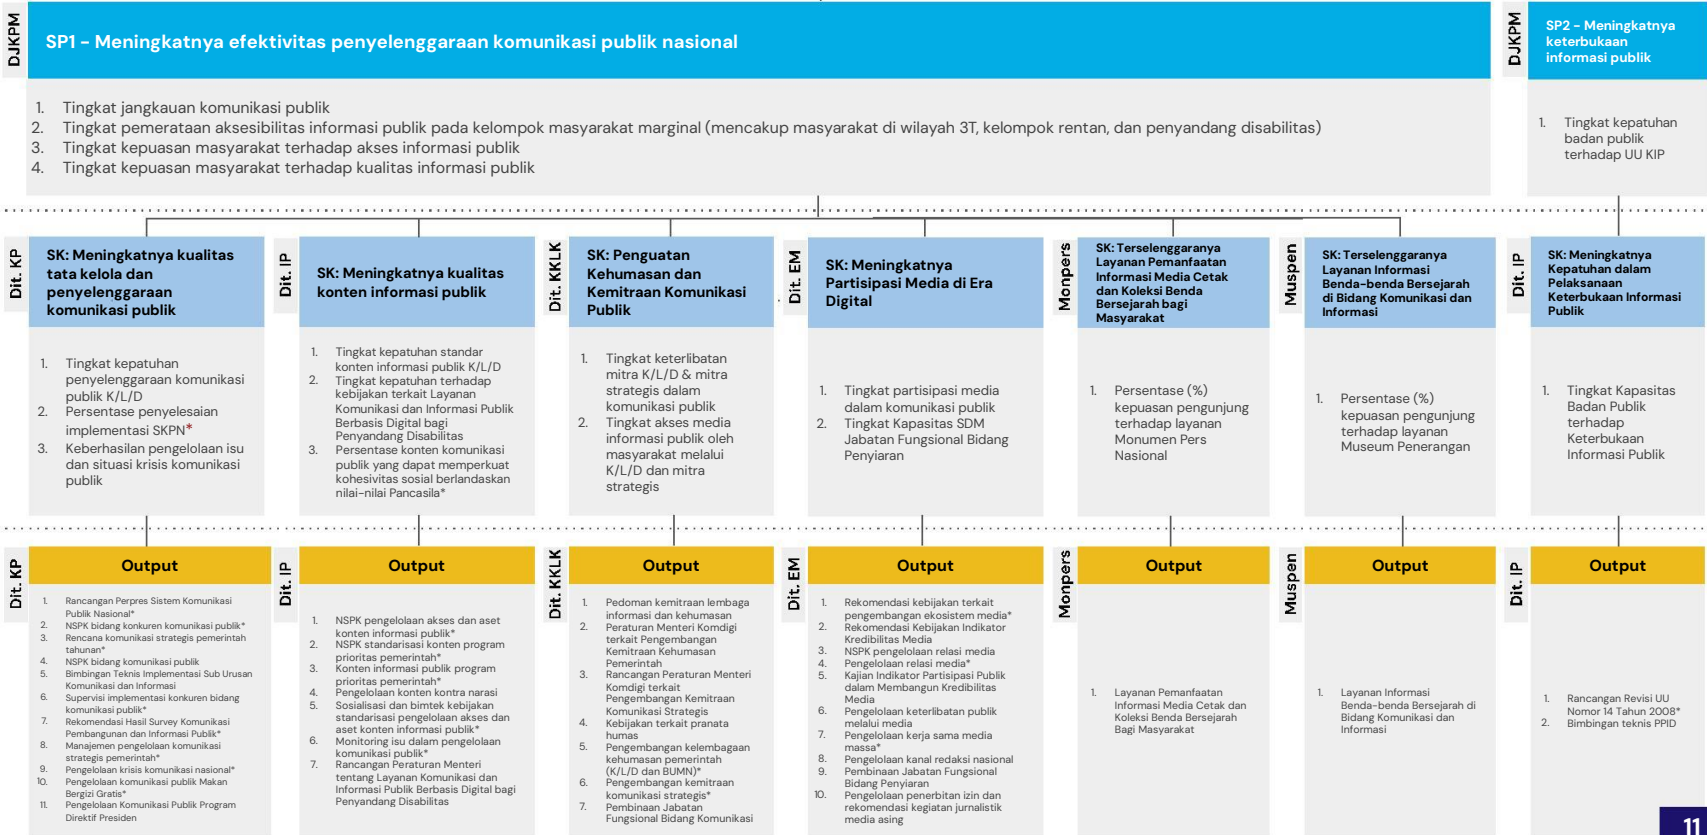 DJKPM
SP1 - Meningkatnya efektivitas penyelenggaraan komunikasi publik nasional
1. Tingkat jangkauan komunikasi publik
2. Tingkat pemerataan aksesibilitas informasi publik pada kelompok masyarakat marginal (mencakup masyarakat di wilayah 3T, kelompok rentan, dan penyandang disabilitas)
3. Tingkat kepuasan masyarakat terhadap akses informasi publik
4. Tingkat kepuasan masyarakat terhadap kualitas informasi publik
DJKPM
SP2 - Meningkatnya
keterbukaan
informasi publik
1. Tingkat kepatuhan
badan publik
terhadap UU KIP
Dit. KP
SK: Meningkatnya kualitas
tata kelola dan
penyelenggaraan
komunikasi publik
1. Tingkat kepatuhan
penyelenggaraan komunikasi
publik K/L/D
2. Persentase penyelesaian
implementasi SKPN*
3. Keberhasilan pengelolaan isu
dan situasi krisis komunikasi
publik
Dit. IP
SK: Meningkatnya kualitas
konten informasi publik
1. Tingkat kepatuhan standar
konten informasi publik K/L/D
2. Tingkat kepatuhan terhadap
kebijakan terkait Layanan
Komunikasi dan Informasi Publik
Berbasis Digital bagi
Penyandang Disabilitas
3. Persentase konten komunikasi
publik yang dapat memperkuat
kohesivitas sosial berlandaskan
nilai-nilai Pancasila*
Dit. KKLK
SK: Penguatan
Kehumasan dan
Kemitraan Komunikasi
Publik
1. Tingkat keterlibatan
mitra K/L/D & mitra
strategis dalam
komunikasi publik
2. Tingkat akses media
informasi publik oleh
masyarakat melalui
K/L/D dan mitra
strategis
Dit. EM
SK: Meningkatnya
Partisipasi Media di Era
Digital
1. Tingkat partisipasi media
dalam komunikasi publik
2. Tingkat Kapasitas SDM
Jabatan Fungsional Bidang
Penyiaran
Monpers
SK: Terselenggaranya
Layanan Pemanfaatan
Informasi Media Cetak
dan Koleksi Benda
Bersejarah bagi
Masyarakat
1. Persentase (%)
kepuasan pengunjung
terhadap layanan
Monumen Pers
Nasional
Muspen
SK: Terselenggaranya
Layanan Informasi
Benda-benda Bersejarah
di Bidang Komunikasi dan
Informasi
1. Persentase (%)
kepuasan pengunjung
terhadap layanan
Museum Penerangan
Dit. IP
SK: Meningkatnya
Kepatuhan dalam
Pelaksanaan
Keterbukaan Informasi
Publik
1. Tingkat Kapasitas
Badan Publik
terhadap
Keterbukaan
Informasi Publik
Dit. KP
Output
1. Rancangan Perpres Sistem Komunikasi
Publik Nasional*
2. NSPK bidang konkuren komunikasi publik*
3. Rencana komunikasi strategis pemerintah
tahunan*
4. NSPK bidang komunikasi publik
5. Bimbingan Teknis Implementasi Sub Urusan
Komunikasi dan Informasi
6. Supervisi implementasi konkuren bidang
komunikasi publik*
7. Rekomendasi Hasil Survey Komunikasi
Pembangunan dan Informasi Publik*
8. Manajemen pengelolaan komunikasi
strategis pemerintah*
9. Pengelolaan krisis komunikasi nasional*
10. Pengelolaan komunikasi publik Makan
Bergizi Gratis*
11. Pengelolaan Komunikasi Publik Program
Direktif Presiden
Dit. IP
Output
1. NSPK pengelolaan akses dan aset
konten informasi publik*
2. NSPK standarisasi konten program
prioritas pemerintah*
3. Konten informasi publik program
prioritas pemerintah*
4. Pengelolaan konten kontra narasi
5. Sosialisasi dan bimtek kebijakan
standarisasi pengelolaan akses dan
aset konten informasi publik*
6. Monitoring isu dalam pengelolaan
komunikasi publik*
7. Rancangan Peraturan Menteri
tentang Layanan Komunikasi dan
Informasi Publik Berbasis Digital bagi
Penyandang Disabilitas
Dit. KKLK
Output
1. Pedoman kemitraan lembaga
informasi dan kehumasan
2. Peraturan Menteri Komdigi
terkait Pengembangan
Kemitraan Kehumasan
Pemerintah
3. Rancangan Peraturan Menteri
Komdigi terkait
Pengembangan Kemitraan
Komunikasi Strategis
4. Kebijakan terkait pranata
humas
5. Pengembangan kelembagaan
kehumasan pemerintah
(K/L/D dan BUMN)*
6. Pengembangan kemitraan
komunikasi strategis*
7. Pembinaan Jabatan
Fungsional Bidang Komunikasi
Dit. EM
Output
1. Rekomendasi kebijakan terkait
pengembangan ekosistem media*
2. Rekomendasi Kebijakan Indikator
Kredibilitas Media
3. NSPK pengelolaan relasi media
4. Pengelolaan relasi media*
5. Kajian Indikator Partisipasi Publik
dalam Membangun Kredibilitas
Media
6. Pengelolaan keterlibatan publik
melalui media
7. Pengelolaan kerja sama media
massa*
8. Pengelolaan kanal redaksi nasional
9. Pembinaan Jabatan Fungsional
Bidang Penyiaran
10. Pengelolaan penerbitan izin dan
rekomendasi kegiatan jurnalistik
media asing
Monpers
Output
1. Layanan Pemanfaatan
Informasi Media Cetak dan
Koleksi Benda Bersejarah
Bagi Masyarakat
Muspen
Output
1. Layanan Informasi
Benda-benda Bersejarah di
Bidang Komunikasi dan
Informasi
Dit. IP
Output
1. Rancangan Revisi UU
Nomor 14 Tahun 2008*
2. Bimbingan teknis PPID
11